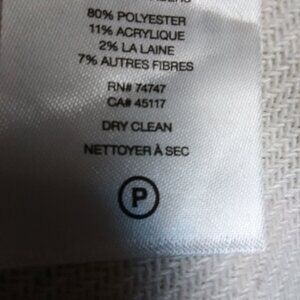 80% POLYESTER
11% ACRYLIQUE
2% LA LAINE
7% AUTRES FIBRES
RN# 74747
CA# 45117
DRY CLEAN
NETTOYER À SEC
P